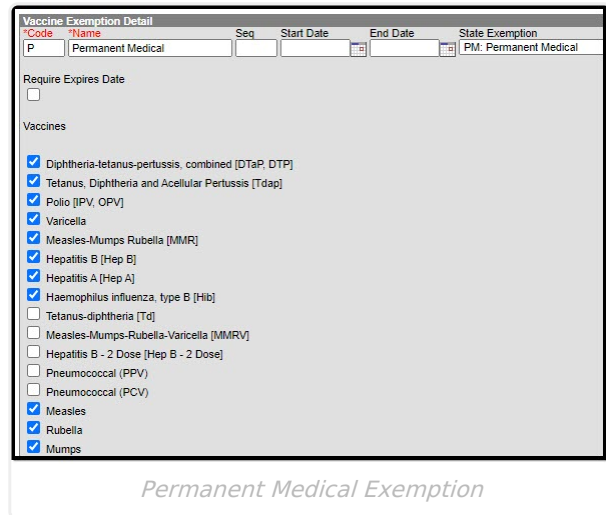 Vaccine Exemption Detail
*Code *Name Seq Start Date End Date State Exemption
P Permanent Medical PM: Permanent Medical
Require Expires Date
Vaccines
Diphtheria-tetanus-pertussis, combined [DTaP, DTP]
Tetanus, Diphtheria and Acellular Pertussis [Tdap]
Polio [IPV, OPV]
Varicella
Measles-Mumps Rubella [MMR]
Hepatitis B [Hep B]
Hepatitis A [Hep A]
Haemophilus influenza, type B [Hib]
Tetanus-diphtheria [Td]
Measles-Mumps-Rubella-Varicella [MMRV]
Hepatitis B - 2 Dose [Hep B - 2 Dose]
Pneumococcal (PPV)
Pneumococcal (PCV)
Measles
Rubella
Mumps
Permanent Medical Exemption